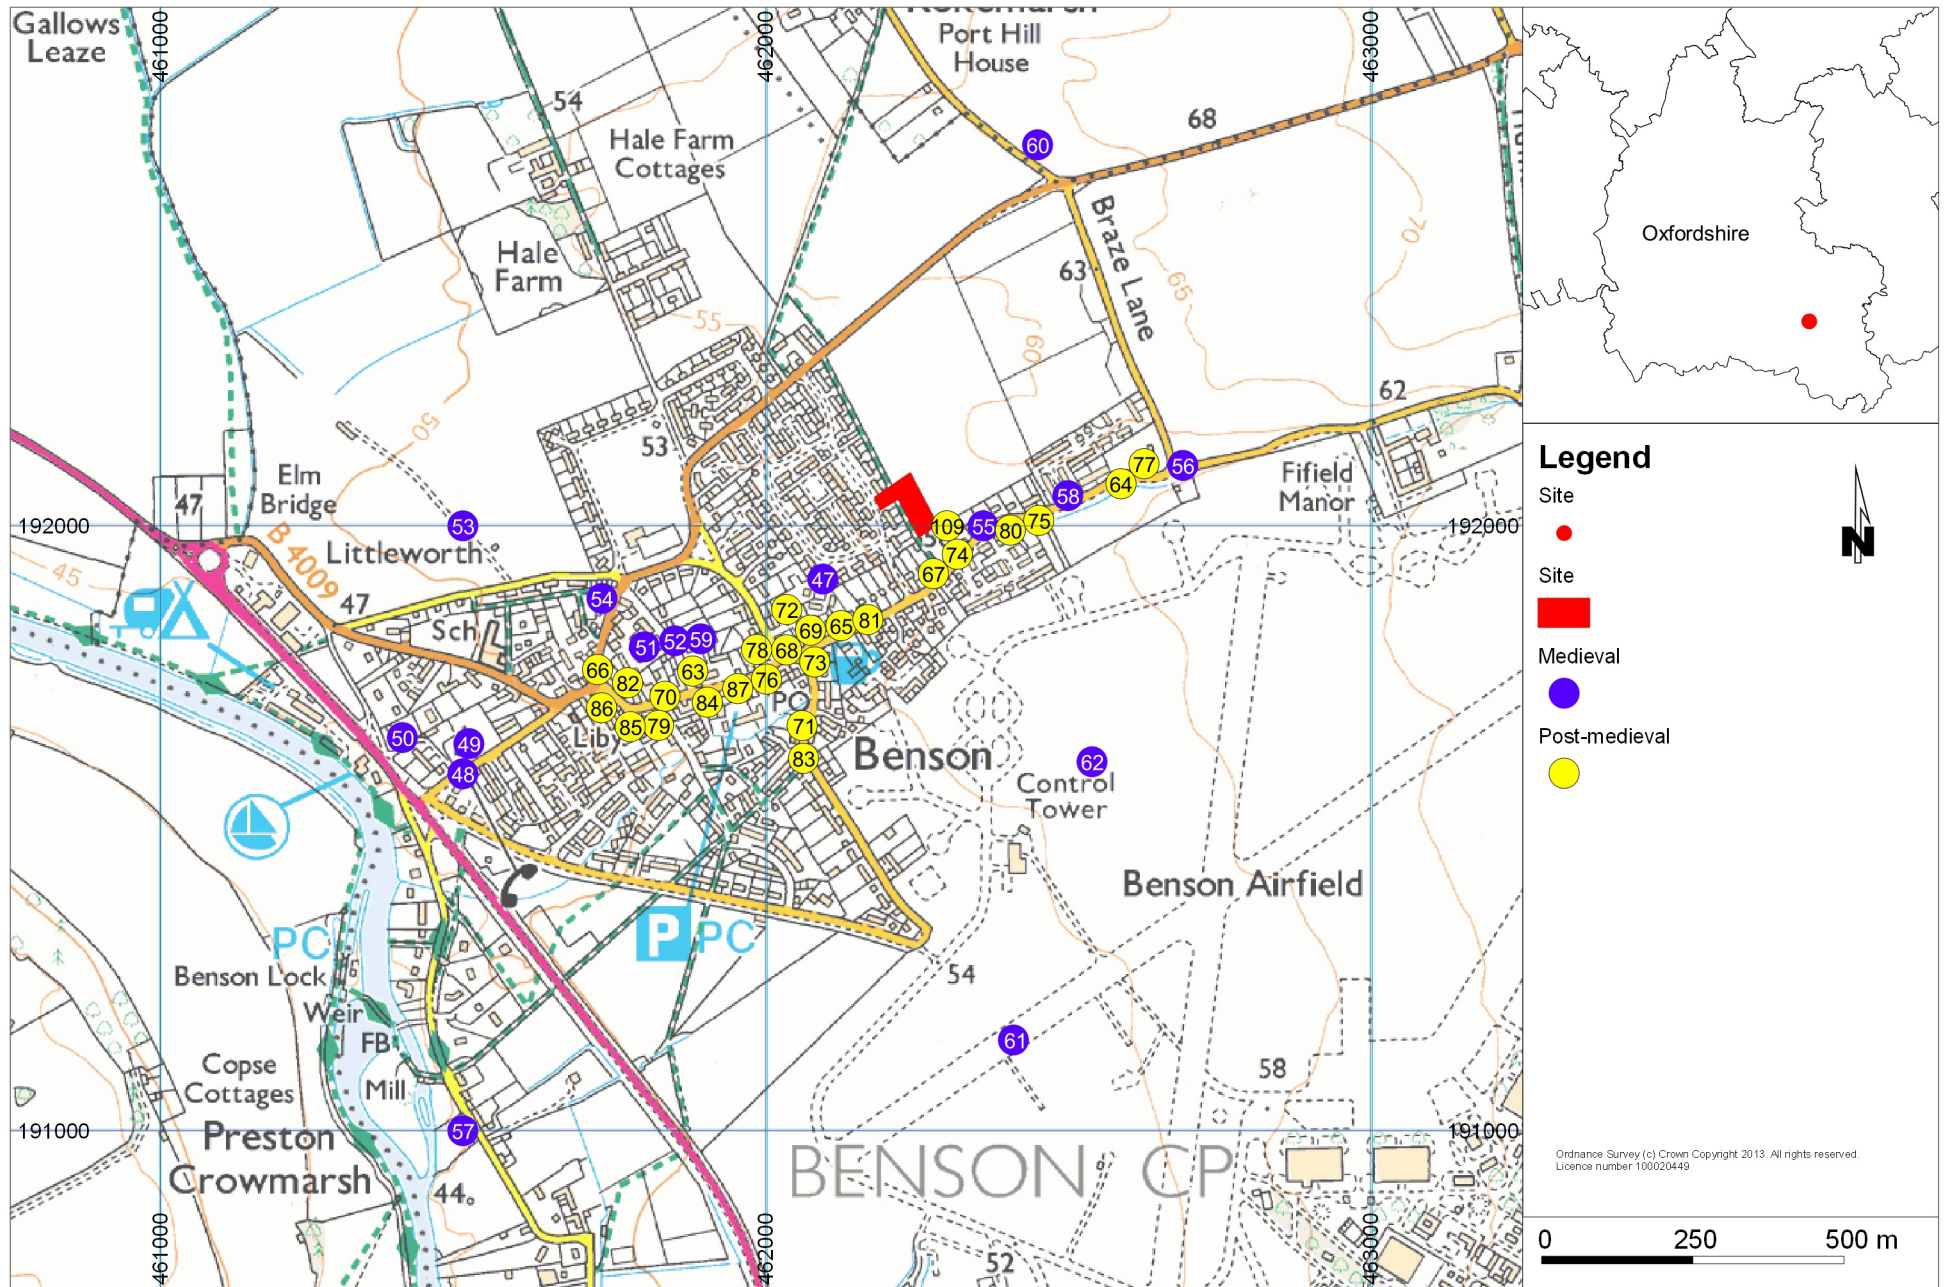 Gallows
Leaze
461000
462000
463000
Port Hill
House
54
Hale Farm
Cottages
68
60
Hale
Farm
Braze Lane
63
70
65
55
60
50
53
62
Elm
Bridge
47
B 4009
192000
53
Littleworth
45
47
Sch
54
77
56
64
58
Fifield
Manor
192000
109
55
80
75
74
67
47
72
81
65
69
51
52
59
78
68
73
66
82
63
76
87
70
84
PO
86
85
79
71
Liby
83
50
49
48
Benson
62
Control
Tower
Benson Airfield
PC
P PC
Benson Lock
Weir
FB
54
Copse
Cottages
Mill
61
58
191000
57
191000
Preston
Crowmarsh
BENSON CP
44
52
461000
462000
463000
Oxfordshire
Legend
Site
Site
Medieval
Post-medieval
N
Ordnance Survey (c) Crown Copyright 2013. All rights reserved.
Licence number 100020449
0 250 500 m